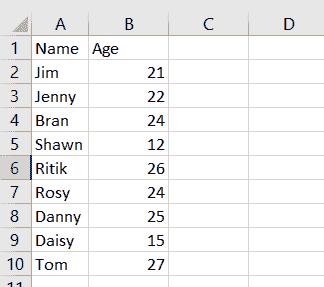 A B C D
1 Name Age
2 Jim 21
3 Jenny 22
4 Bran 24
5 Shawn 12
6 Ritik 26
7 Rosy 24
8 Danny 25
9 Daisy 15
10 Tom 27
11